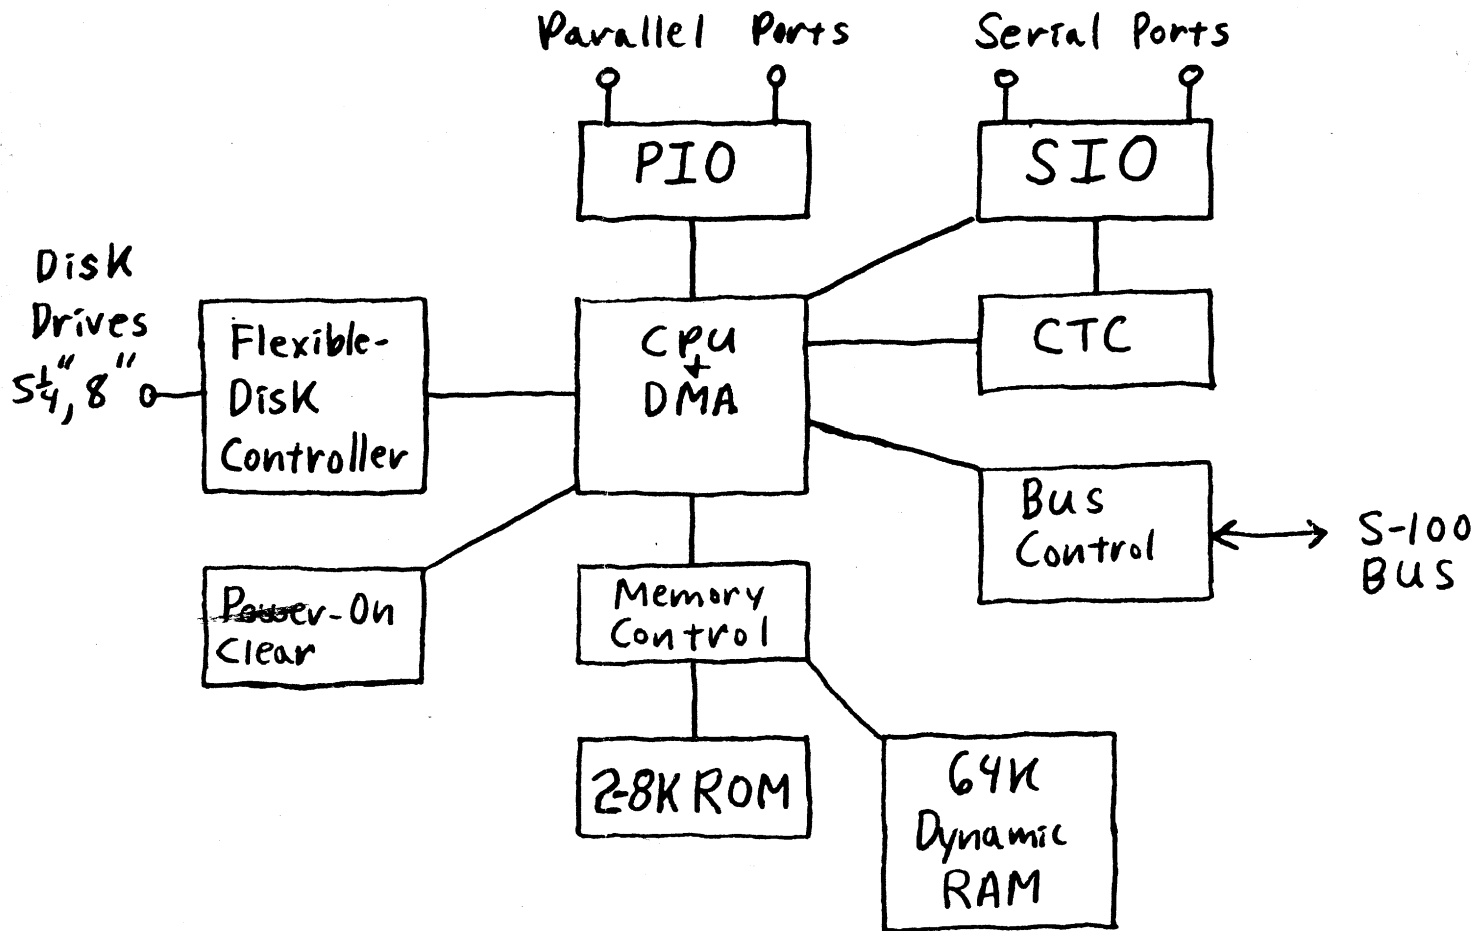 Parallel Ports
Serial Ports
PIO
SIO
Disk
Drives
5¼", 8"
Flexible-
Disk
Controller
CPU
+
DMA
CTC
Bus
Control
S-100
BUS
Power-On
Clear
Memory
Control
2-8K ROM
64K
Dynamic
RAM